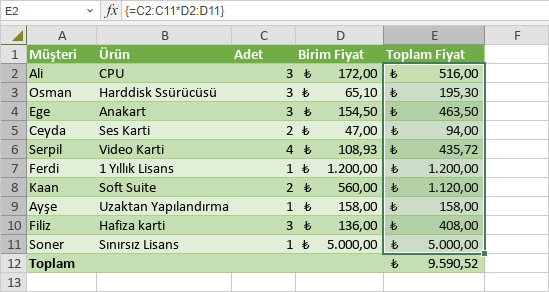 E2 fx {=C2:C11*D2:D11}
A B C D E F
1 Müşteri Ürün Adet Birim Fiyat Toplam Fiyat
2 Ali CPU 3 ₺ 172,00 ₺ 516,00
3 Osman Harddisk Ssürücüsü 3 ₺ 65,10 ₺ 195,30
4 Ege Anakart 3 ₺ 154,50 ₺ 463,50
5 Ceyda Ses Karti 2 ₺ 47,00 ₺ 94,00
6 Serpil Video Karti 4 ₺ 108,93 ₺ 435,72
7 Ferdi 1 Yıllık Lisans 1 ₺ 1.200,00 ₺ 1.200,00
8 Kaan Soft Suite 2 ₺ 560,00 ₺ 1.120,00
9 Ayşe Uzaktan Yapılandırma 1 ₺ 158,00 ₺ 158,00
10 Filiz Hafiza karti 3 ₺ 136,00 ₺ 408,00
11 Soner Sınırsız Lisans 1 ₺ 5.000,00 ₺ 5.000,00
12 Toplam ₺ 9.590,52
13